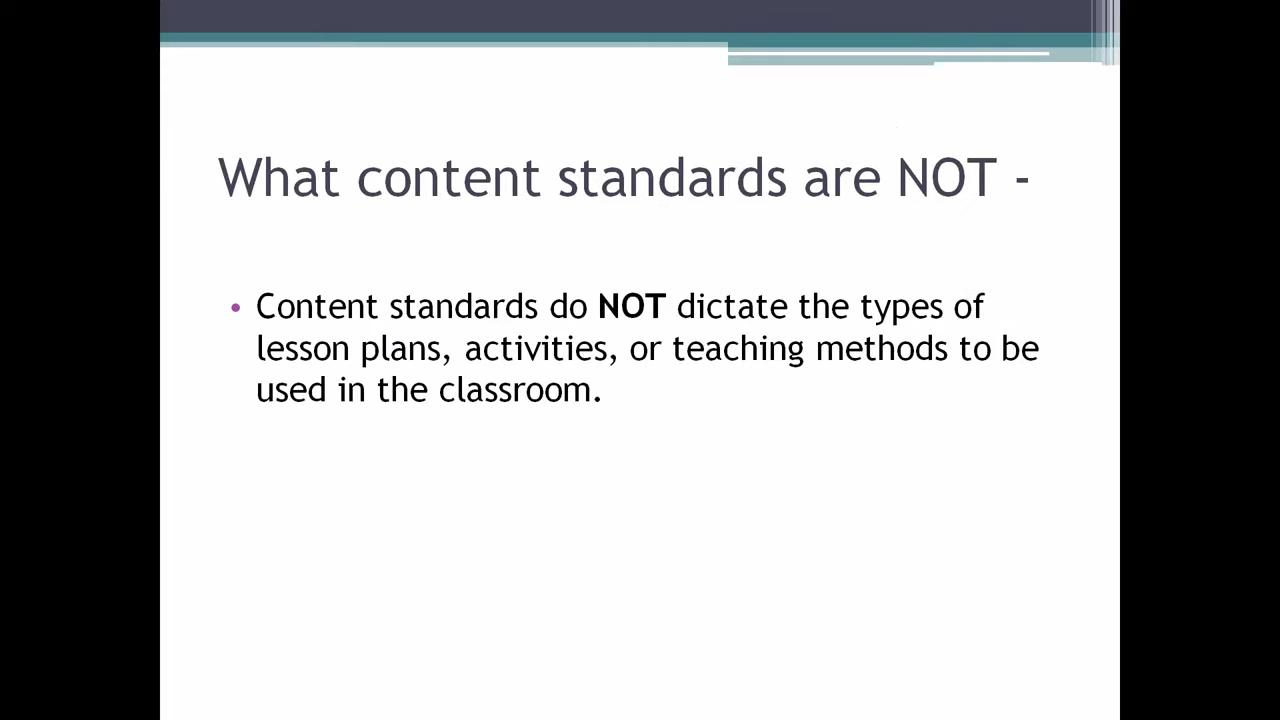 What content standards are NOT -
• Content standards do NOT dictate the types of
lesson plans, activities, or teaching methods to be
used in the classroom.